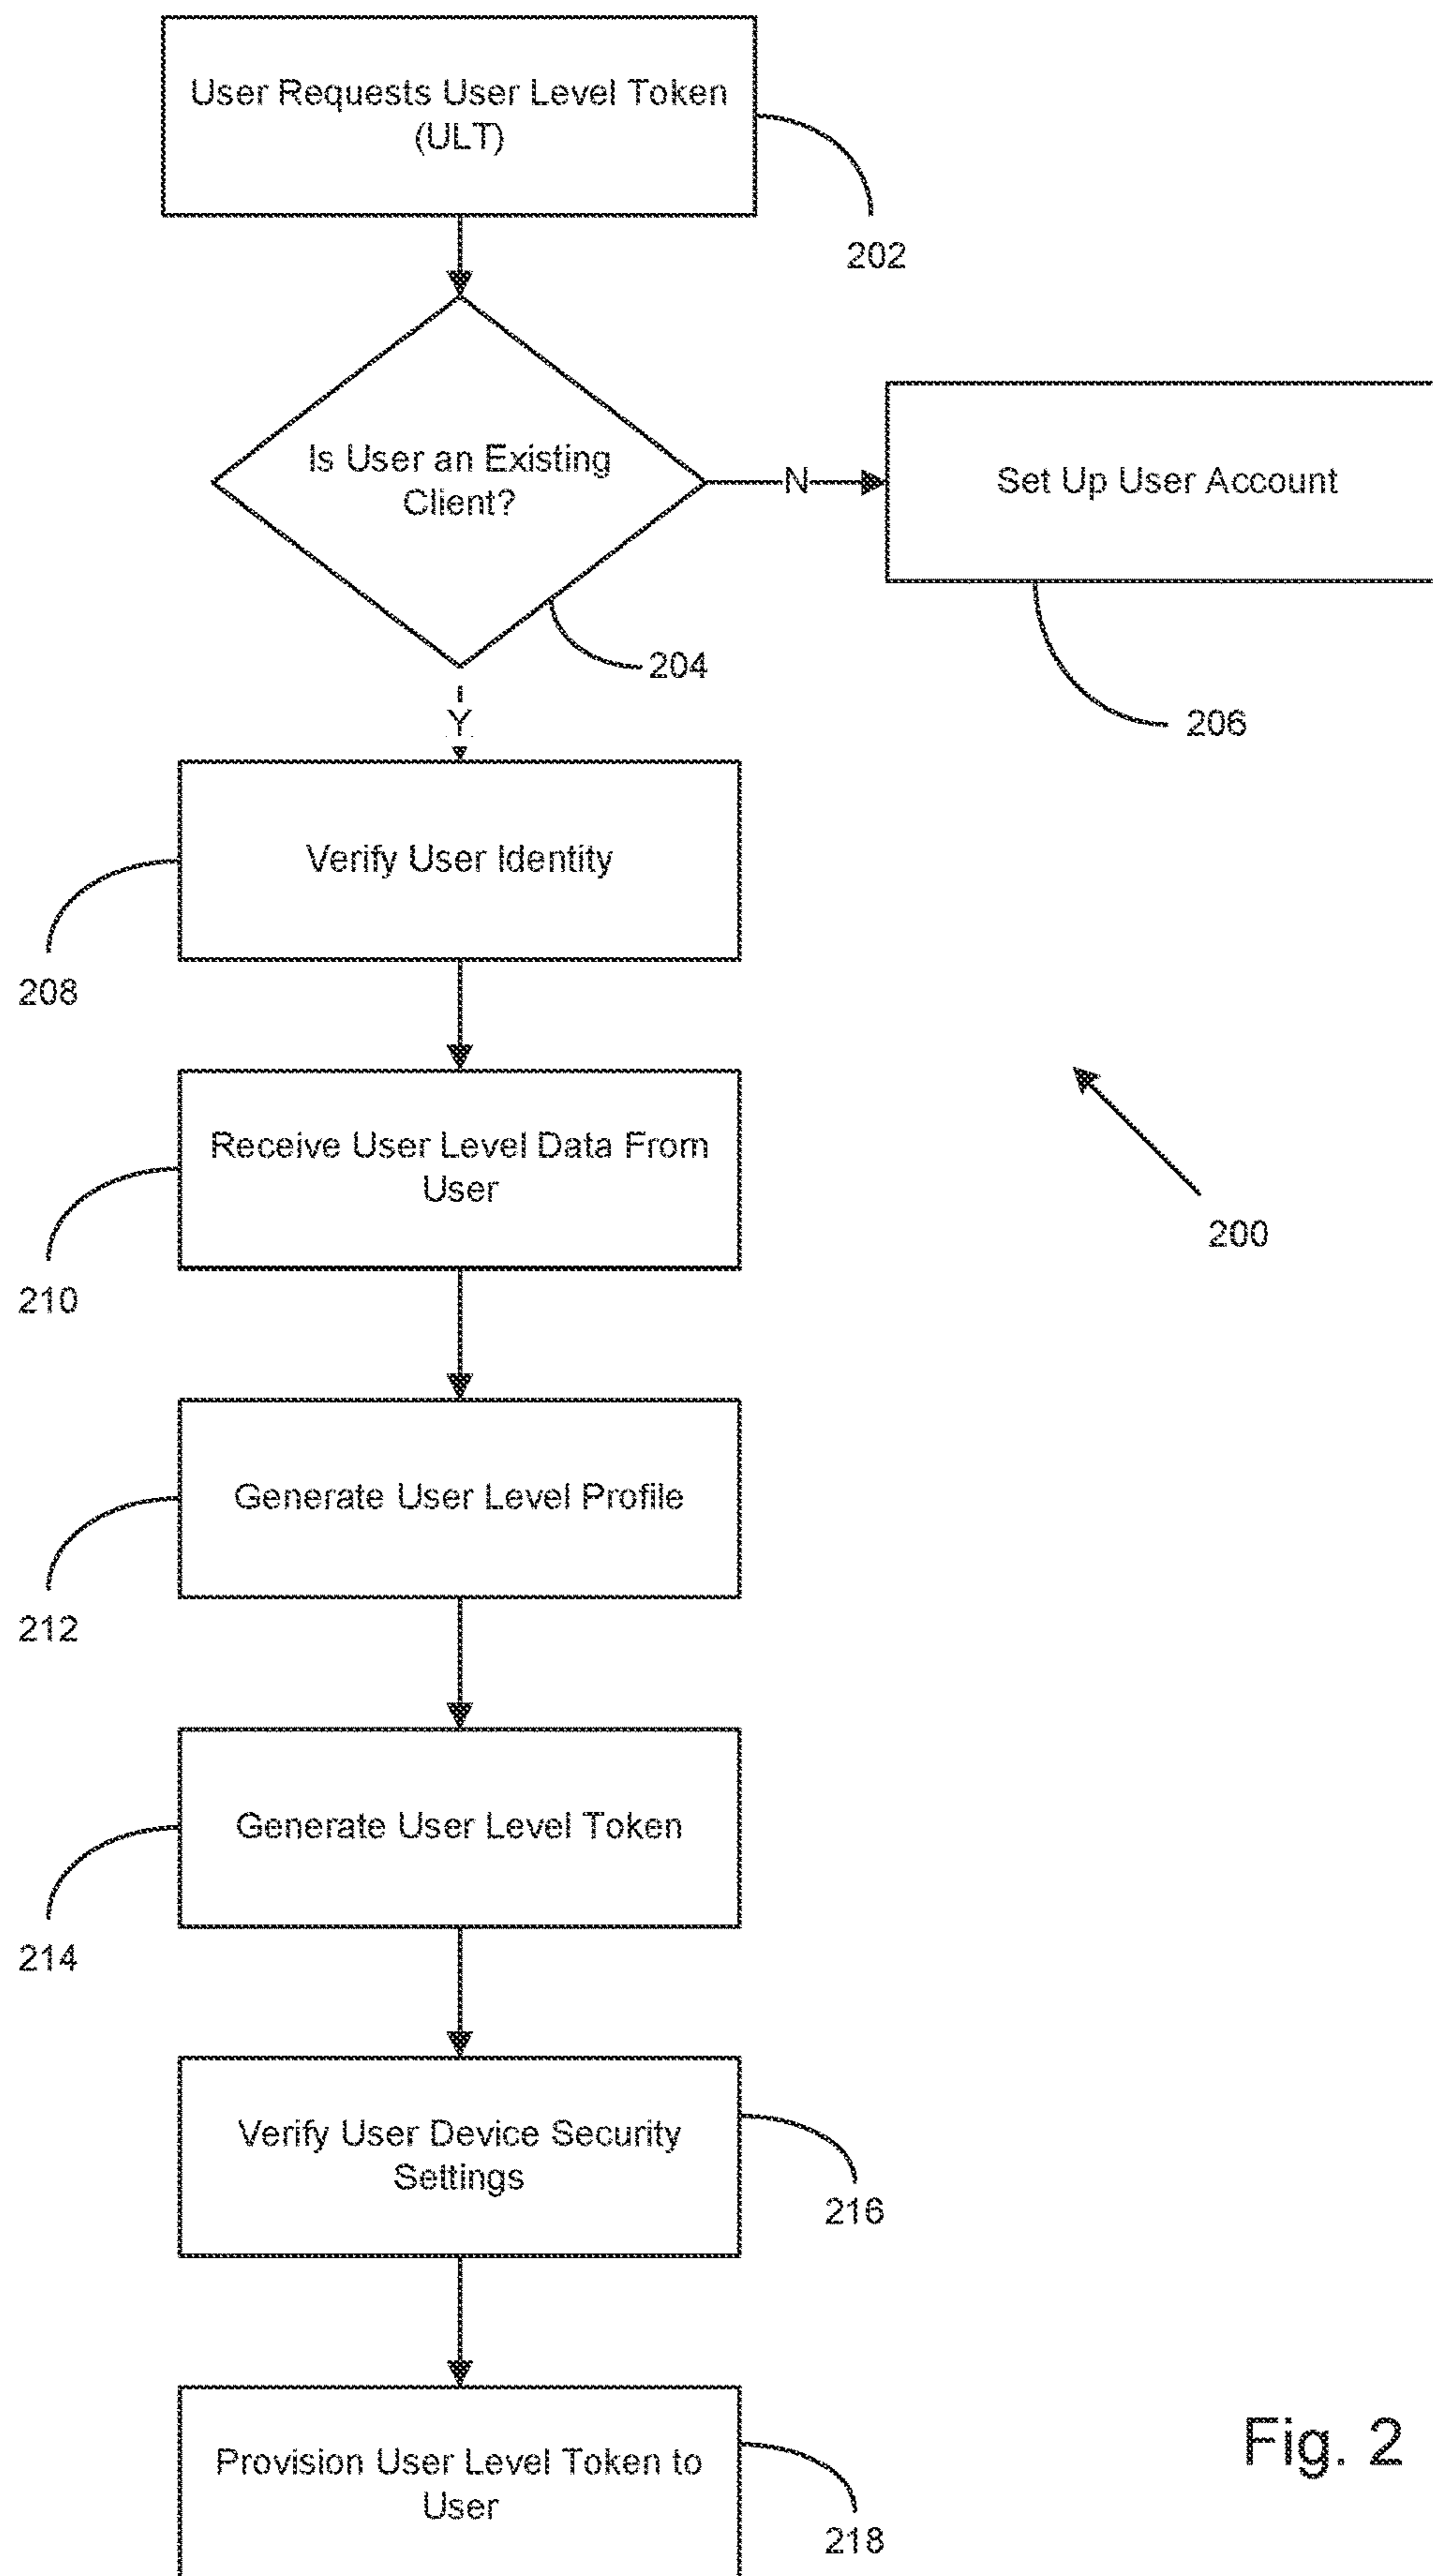 User Requests User Level Token
(ULT)
202
Is User an Existing
Client?
N
Set Up User Account
204
206
Y
Verify User Identity
208
Receive User Level Data From
User
210
200
Generate User Level Profile
212
Generate User Level Token
214
Verify User Device Security
Settings
216
Provision User Level Token to
User
218
Fig. 2